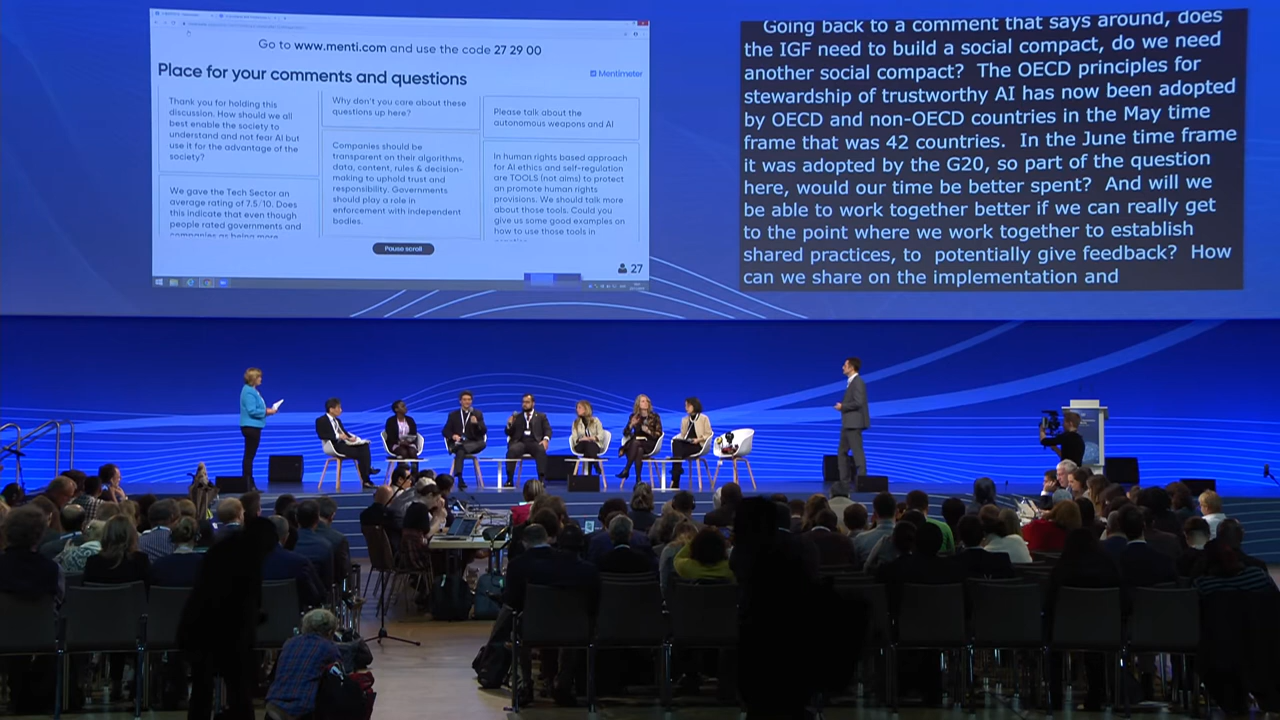 Go to www.menti.com and use the code 27 29 00
Place for your comments and questions
Mentimeter
Thank you for holding this
discussion. How should we all
best enable the society to
understand and not fear AI but
use it for the advantage of the
society?
We gave the Tech Sector an
average rating of 7.5/10. Does
this indicate that even though
people rated governments and
companies as being more
Why don't you care about these
questions up here?
Companies should be
transparent on their algorithms,
data, content, rules & decision-
making to uphold trust and
responsibility. Governments
should play a role in
enforcement with independent
bodies.
Please talk about the
autonomous weapons and AI
In human rights based approach
for AI ethics and self-regulation
are TOOLS (not aims) to protect
an promote human rights
provisions. We should talk more
about those tools. Could you
give us some good examples on
how to use those tools in
Pause scroll
27
Going back to a comment that says around, does
the IGF need to build a social compact, do we need
another social compact? The OECD principles for
stewardship of trustworthy AI has now been adopted
by OECD and non-OECD countries in the May time
frame that was 42 countries. In the June time frame
it was adopted by the G20, so part of the question
here, would our time be better spent? And will we
be able to work together better if we can really get
to the point where we work together to establish
shared practices, to potentially give feedback? How
can we share on the implementation and